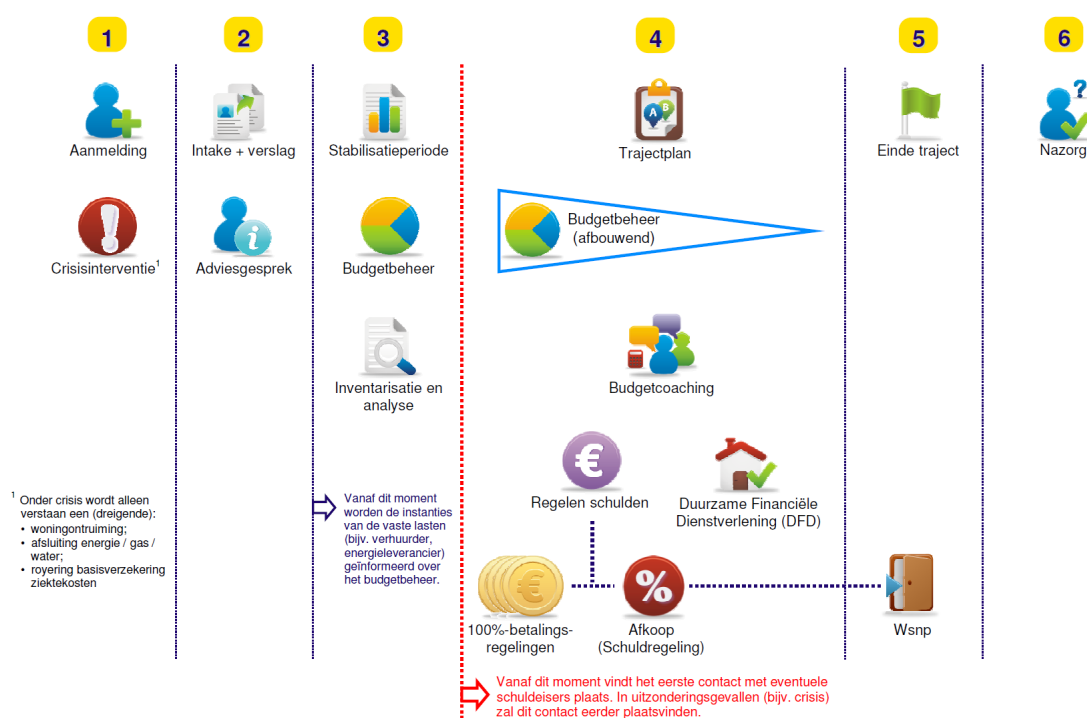 1
2
3
4
5
6
Aanmelding
Intake + verslag
Stabilisatieperiode
Trajectplan
Einde traject
Nazorg
Crisisinterventie¹
Adviesgesprek
Budgetbeheer
Budgetbeheer
(afbouwend)
Inventarisatie en
analyse
Budgetcoaching
Regelen schulden
Duurzame Financiële
Dienstverlening (DFD)
100%-betalings-
regelingen
Afkoop
(Schuldregeling)
Wsnp
¹ Onder crisis wordt alleen
verstaan een (dreigende):
• woningontruiming;
• afsluiting energie / gas /
water;
• royering basisverzekering
ziektekosten
Vanaf dit moment
worden de instanties
van de vaste lasten
(bijv. verhuurder,
energieleverancier)
geïnformeerd over
het budgetbeheer.
Vanaf dit moment vindt het eerste contact met eventuele
schuldeisers plaats. In uitzonderingsgevallen (bijv. crisis)
zal dit contact eerder plaatsvinden.